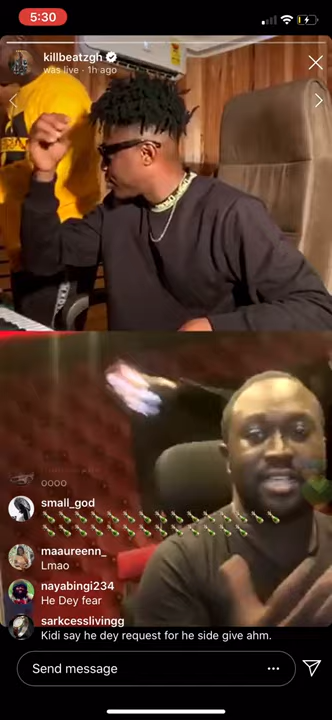 5:30
killbeatzgh
was live · 1h ago
oooo
small_god
🍾🍾🍾🍾🍾🍾🍾🍾🍾🍾🍾🍾🍾🍾🍾🍾
🍾🍾🍾🍾🍾🍾🍾🍾🍾🍾🍾🍾🍾🍾🍾🍾
maaureenn_
Lmao
nayabingi234
He Dey fear
sarkcesslivingg
Kidi say he dey request for he side give ahm.
Send message